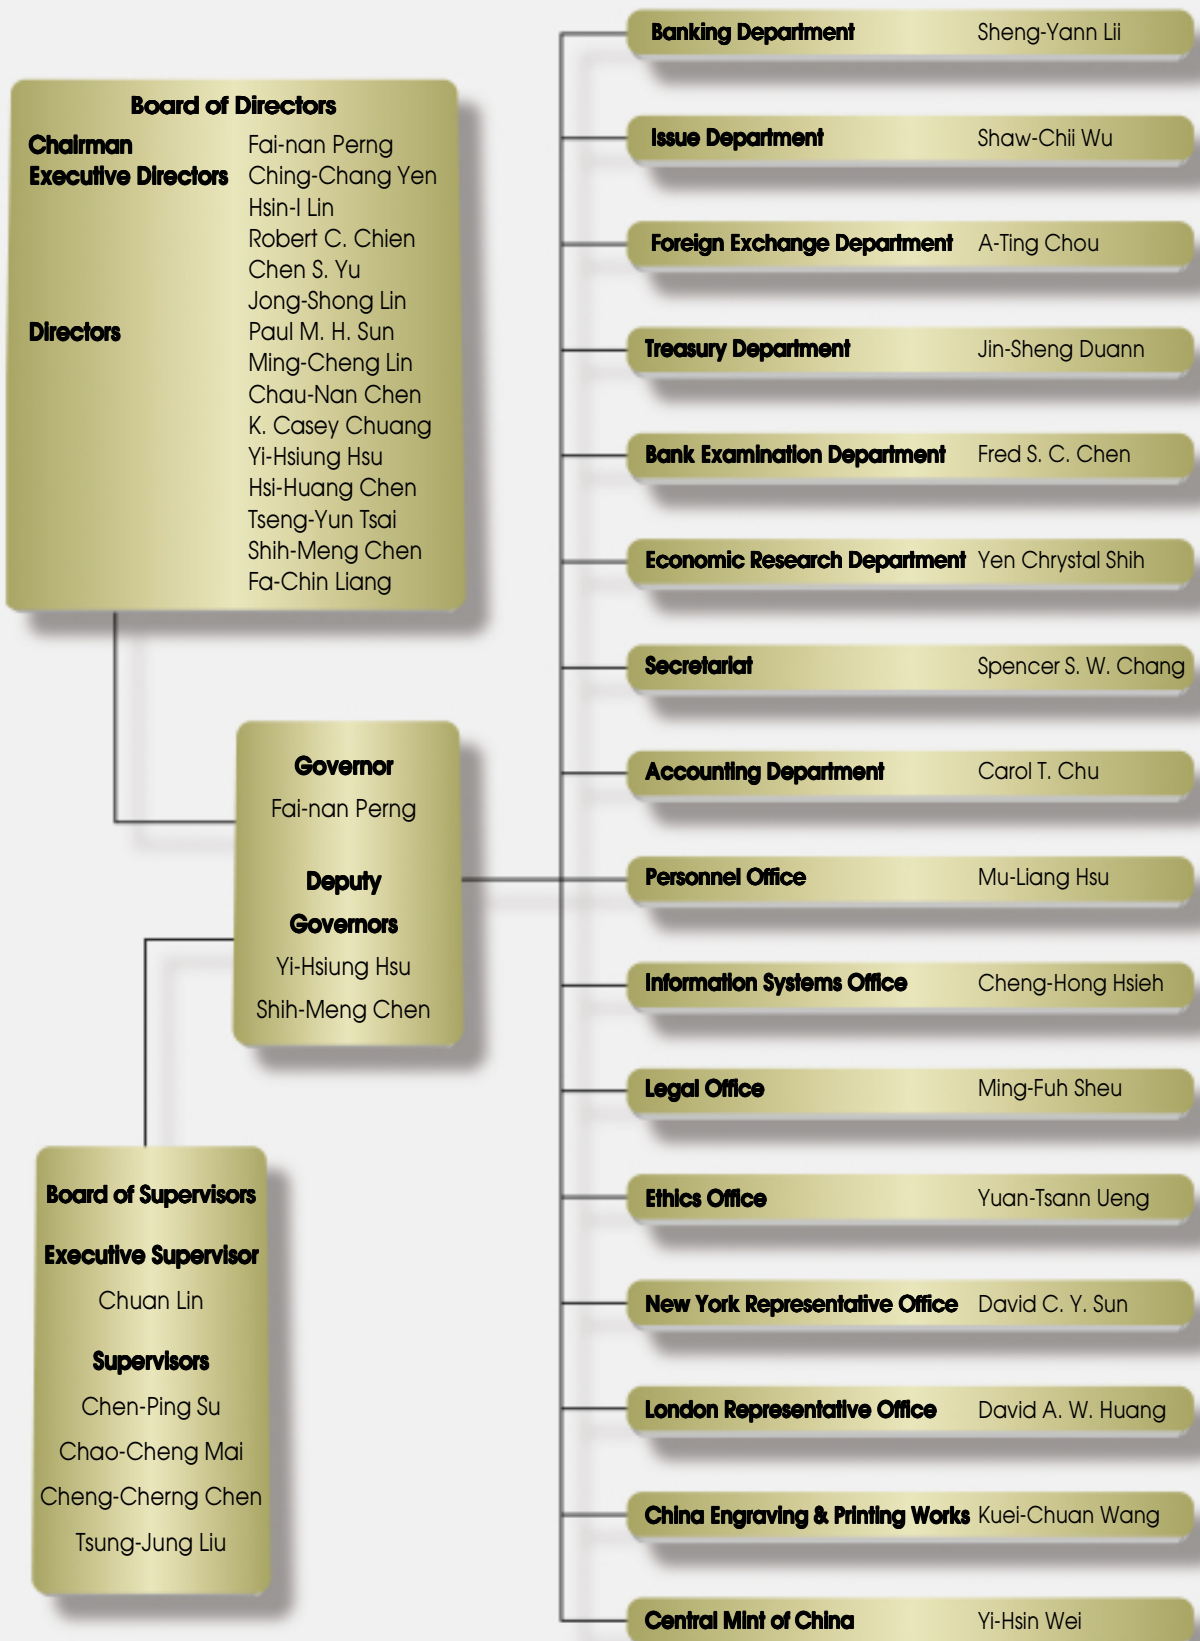 Board of Directors
Chairman Fai-nan Perng
Executive Directors Ching-Chang Yen
Hsin-I Lin
Robert C. Chien
Chen S. Yu
Jong-Shong Lin
Directors Paul M. H. Sun
Ming-Cheng Lin
Chau-Nan Chen
K. Casey Chuang
Yi-Hsiung Hsu
Hsi-Huang Chen
Tseng-Yun Tsai
Shih-Meng Chen
Fa-Chin Liang
Governor
Fai-nan Perng
Deputy
Governors
Yi-Hsiung Hsu
Shih-Meng Chen
Board of Supervisors
Executive Supervisor
Chuan Lin
Supervisors
Chen-Ping Su
Chao-Cheng Mai
Cheng-Cherng Chen
Tsung-Jung Liu
Banking Department Sheng-Yann Lii
Issue Department Shaw-Chii Wu
Foreign Exchange Department A-Ting Chou
Treasury Department Jin-Sheng Duann
Bank Examination Department Fred S. C. Chen
Economic Research Department Yen Chrystal Shih
Secretariat Spencer S. W. Chang
Accounting Department Carol T. Chu
Personnel Office Mu-Liang Hsu
Information Systems Office Cheng-Hong Hsieh
Legal Office Ming-Fuh Sheu
Ethics Office Yuan-Tsann Ueng
New York Representative Office David C. Y. Sun
London Representative Office David A. W. Huang
China Engraving & Printing Works Kuei-Chuan Wang
Central Mint of China Yi-Hsin Wei